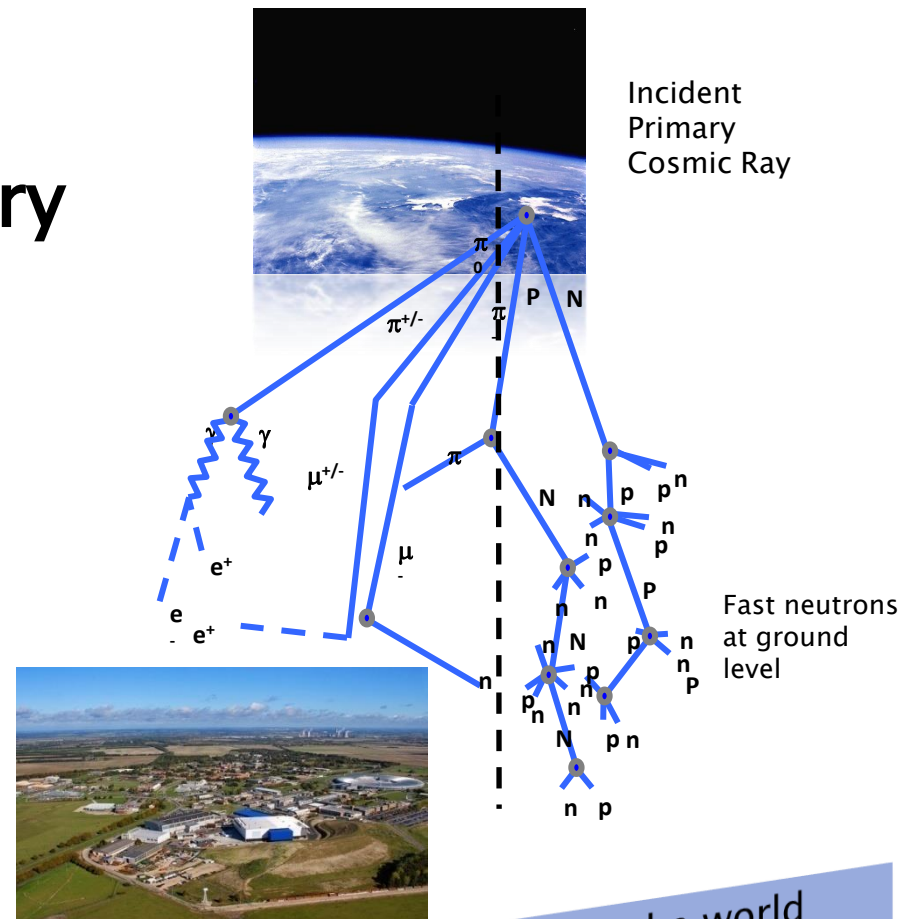 ry
Incident
Primary
Cosmic Ray
π
0
P
N
π
-
π+/-
γ
γ
π
μ+/-
N
n
p
p
n
n
n
p
p
μ
-
e+
n
n
P
e
-
e+
Fast neutrons
at ground
level
n
N
p
n
n
P
n
p
n
p
n
n
N
p
n
n
p
world